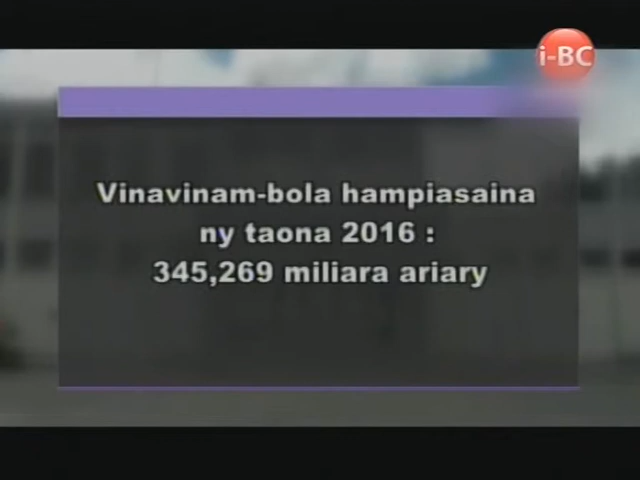 i-BC
Vinavinam-bola hampiasaina
ny taona 2016 :
345,269 miliara ariary